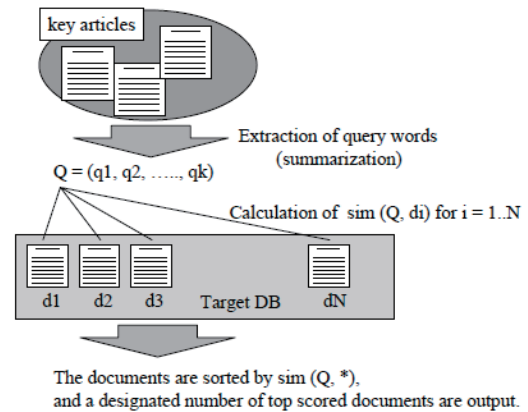 key articles
Extraction of query words
(summarization)
Q = (q1, q2, ....., qk)
Calculation of sim (Q, di) for i = 1..N
d1 d2 d3 Target DB dN
The documents are sorted by sim (Q, *),
and a designated number of top scored documents are output.